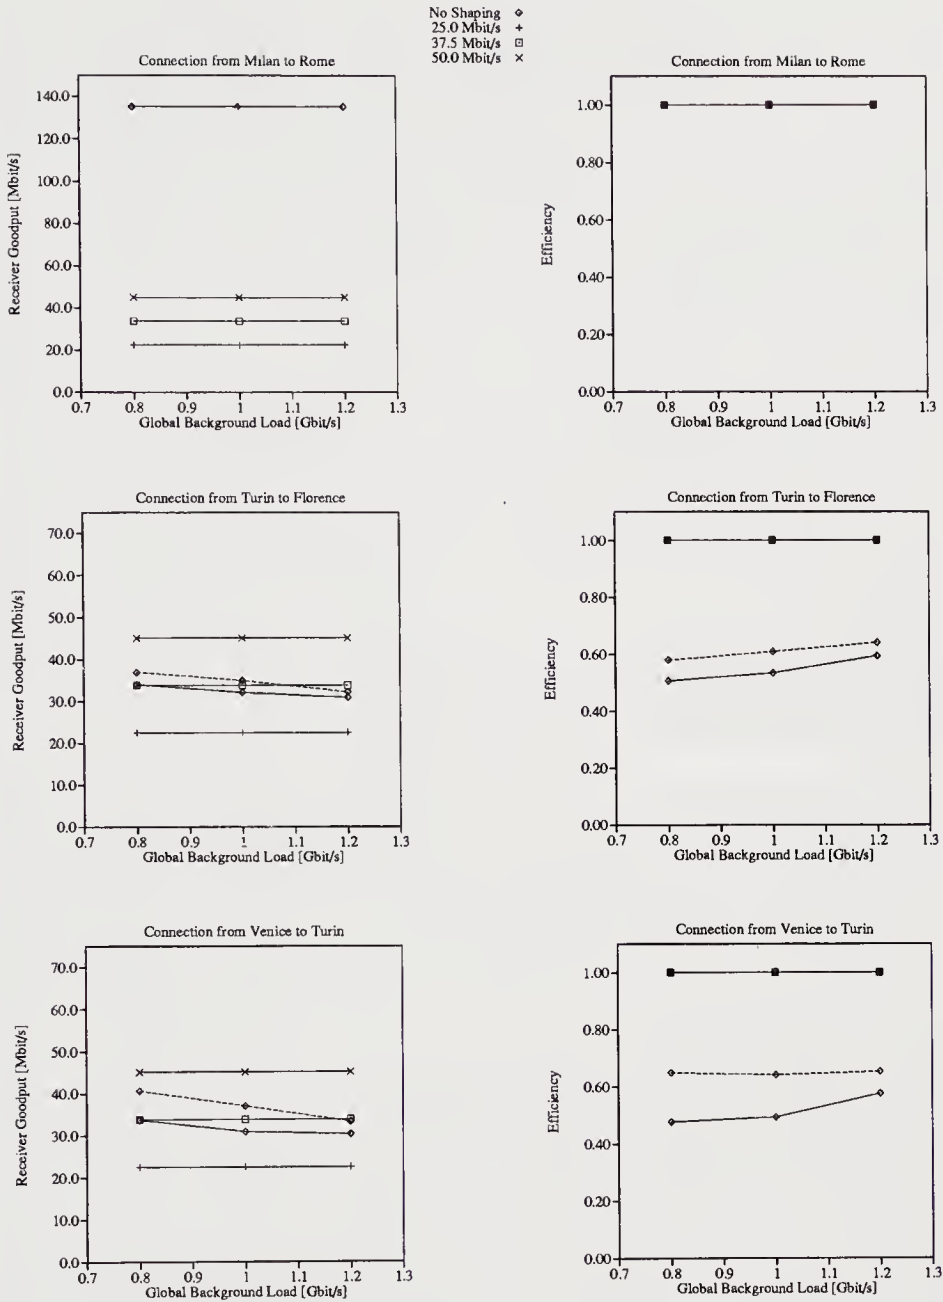 No Shaping
25.0 Mbit/s
37.5 Mbit/s
50.0 Mbit/s
Connection from Milan to Rome
Receiver Goodput [Mbit/s]
140.0
120.0
100.0
80.0
60.0
40.0
20.0
0.0
0.7 0.8 0.9 1 1.1 1.2 1.3
Global Background Load [Gbit/s]
Connection from Milan to Rome
Efficiency
1.00
0.80
0.60
0.40
0.20
0.00
0.7 0.8 0.9 1 1.1 1.2 1.3
Global Background Load [Gbit/s]
Connection from Turin to Florence
Receiver Goodput [Mbit/s]
70.0
60.0
50.0
40.0
30.0
20.0
10.0
0.0
0.7 0.8 0.9 1 1.1 1.2 1.3
Global Background Load [Gbit/s]
Connection from Turin to Florence
Efficiency
1.00
0.80
0.60
0.40
0.20
0.00
0.7 0.8 0.9 1 1.1 1.2 1.3
Global Background Load [Gbit/s]
Connection from Venice to Turin
Receiver Goodput [Mbit/s]
70.0
60.0
50.0
40.0
30.0
20.0
10.0
0.0
0.7 0.8 0.9 1 1.1 1.2 1.3
Global Background Load [Gbit/s]
Connection from Venice to Turin
Efficiency
1.00
0.80
0.60
0.40
0.20
0.00
0.7 0.8 0.9 1 1.1 1.2 1.3
Global Background Load [Gbit/s]